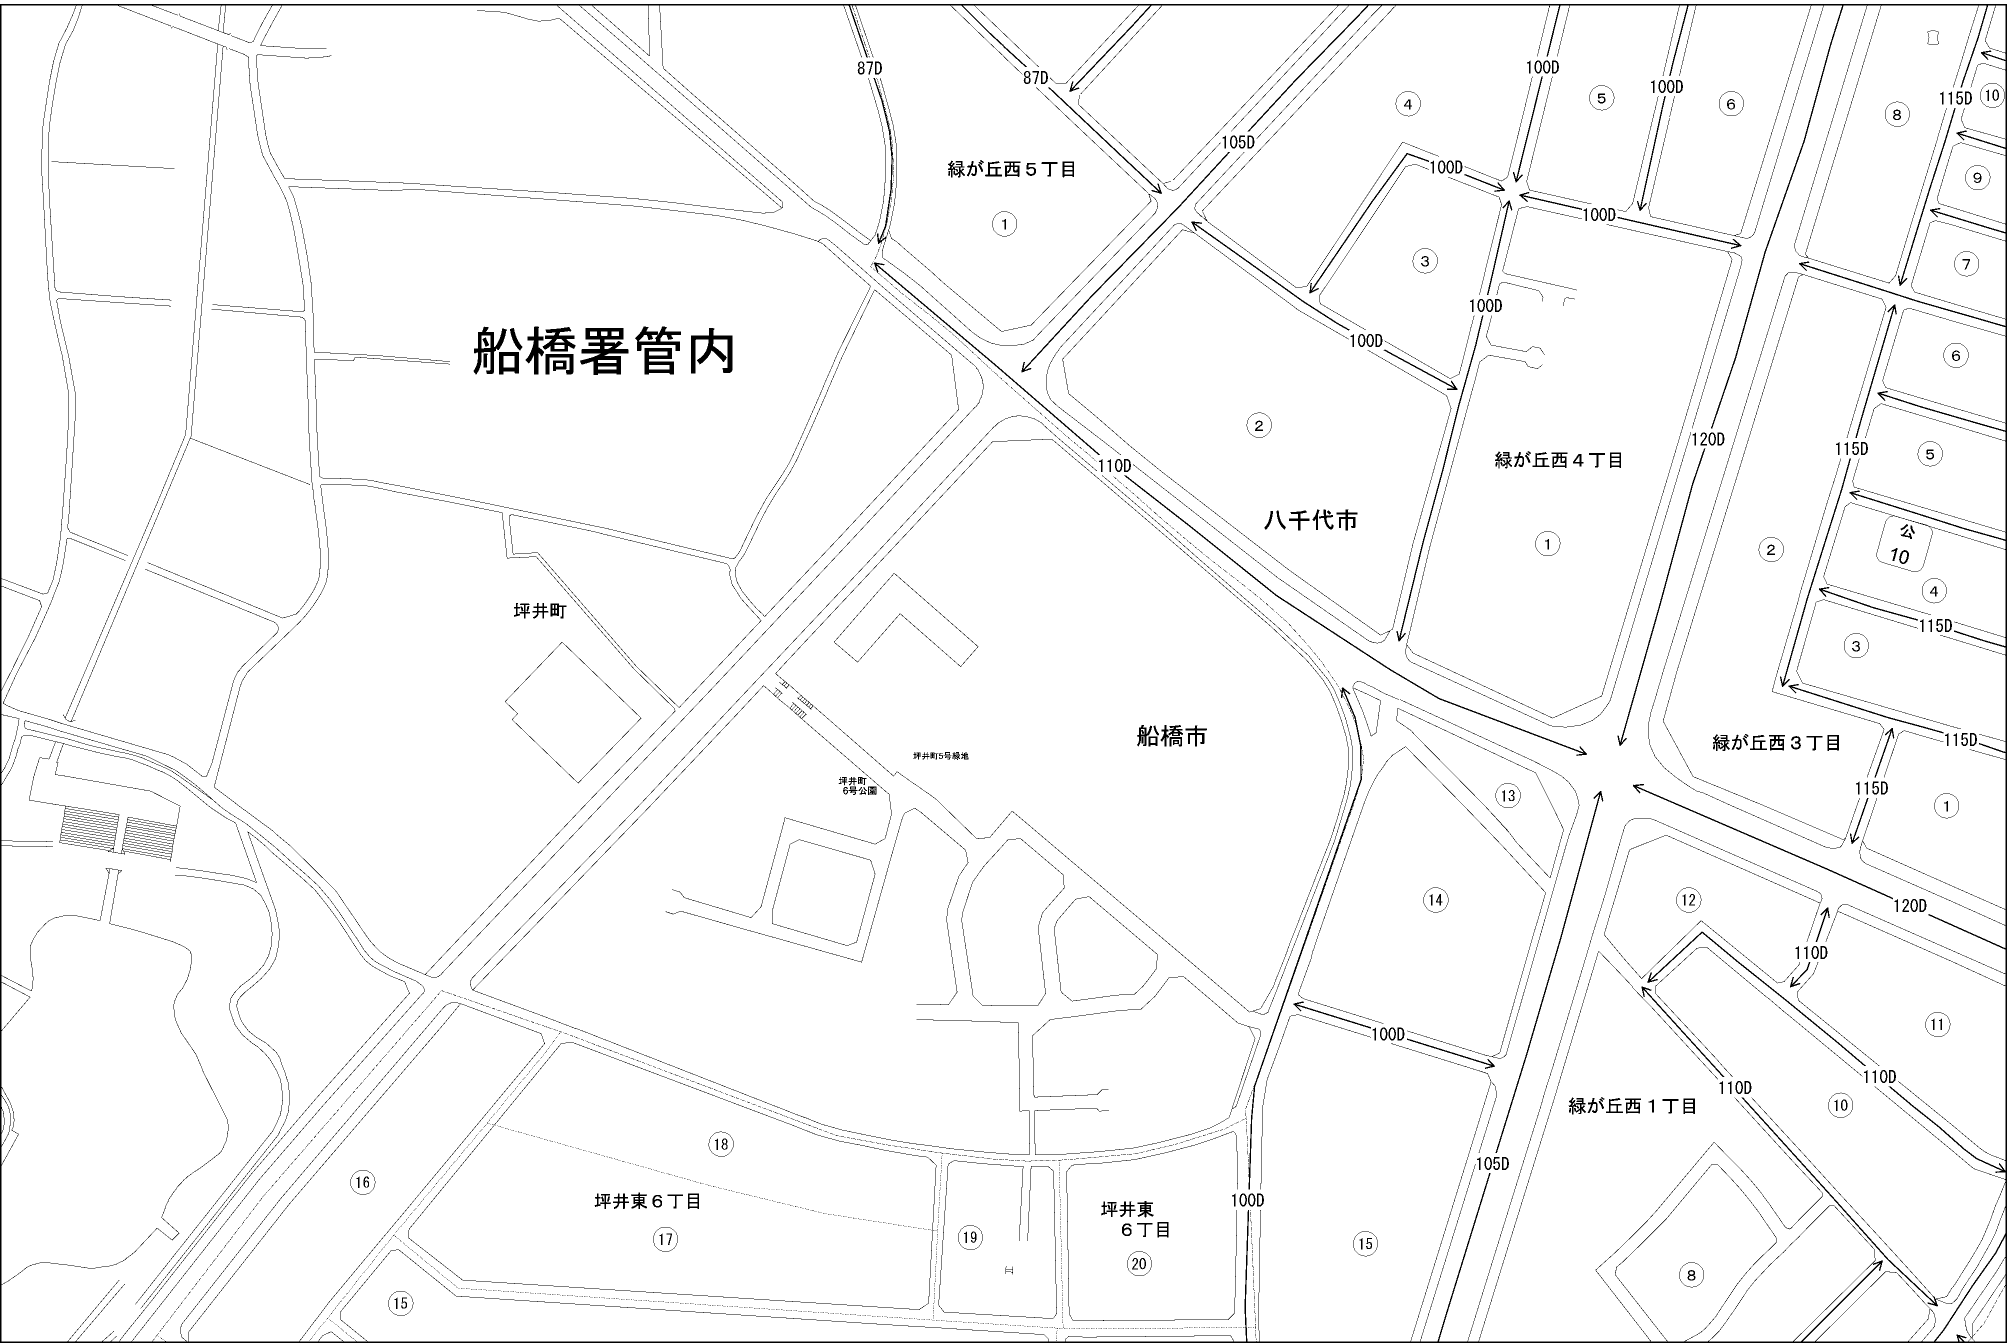 87D
87D
100D
⑤
100D
⑥
④
⑧
115D
⑩
105D
緑が丘西５丁目
①
100D
⑨
100D
③
⑦
100D
100D
船橋署管内
⑥
②
110D
緑が丘西４丁目
120D
115D
⑤
八千代市
①
②
公
10
④
坪井町
115D
③
船橋市
緑が丘西３丁目
115D
坪井町5号緑地
坪井町
6号公園
⑬
115D
①
⑭
⑫
120D
110D
⑪
100D
110D
110D
⑩
緑が丘西１丁目
⑱
105D
⑯
坪井東６丁目
⑰
⑲
坪井東
６丁目
⑳
100D
⑮
⑧
⑮